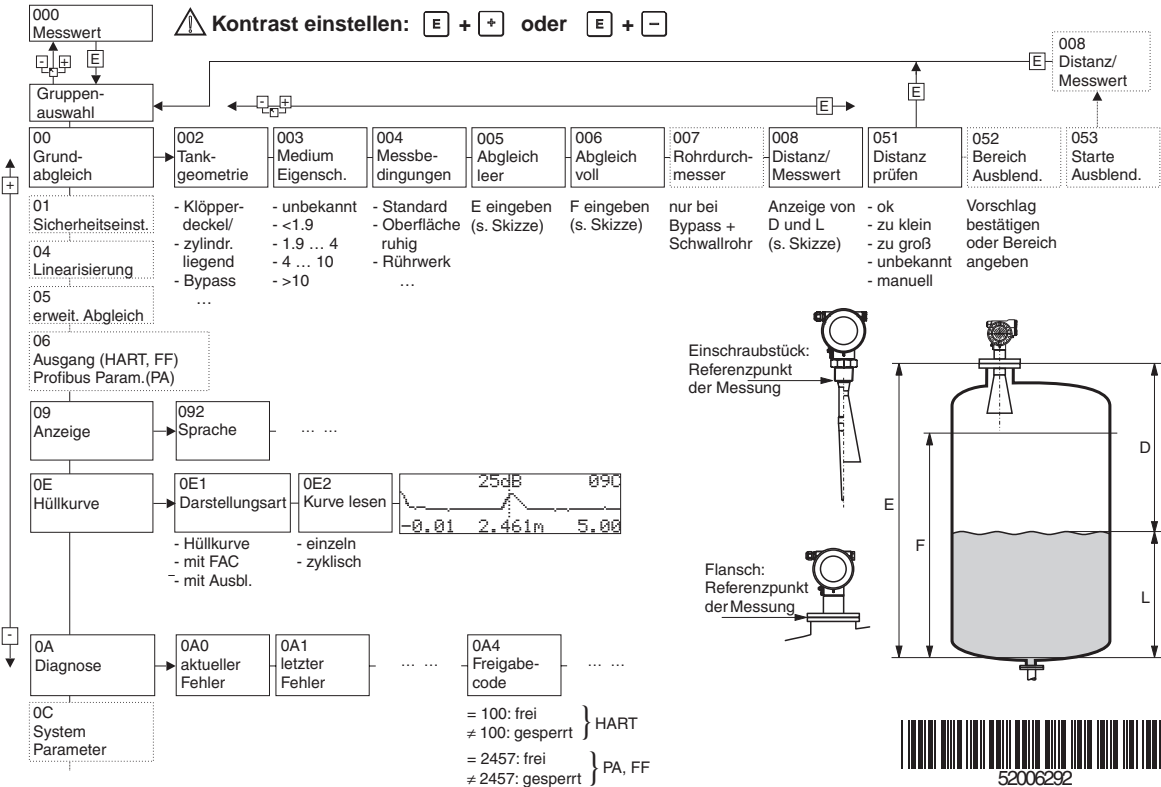 000
Messwert
Kontrast einstellen: E + + oder E + −
- +
E
008
Distanz/
Messwert
E
Gruppen-
auswahl
- +
E
E
00
Grund-
abgleich
002
Tank-
geometrie
003
Medium
Eigensch.
004
Messbe-
dingungen
005
Abgleich
leer
006
Abgleich
voll
007
Rohrdurch-
messer
008
Distanz/
Messwert
051
Distanz
prüfen
052
Bereich
Ausblend.
053
Starte
Ausblend.
+
- Klöpper-
deckel/
- zylindr.
liegend
- Bypass
...
- unbekannt
- <1.9
- 1.9 ... 4
- 4 ... 10
- >10
- Standard
- Oberfläche
ruhig
- Rührwerk
...
E eingeben
(s. Skizze)
F eingeben
(s. Skizze)
nur bei
Bypass +
Schwallrohr
Anzeige von
D und L
(s. Skizze)
- ok
- zu klein
- zu groß
- unbekannt
- manuell
Vorschlag
bestätigen
oder Bereich
angeben
01
Sicherheitseinst.
04
Linearisierung
05
erweit. Abgleich
06
Ausgang (HART, FF)
Profibus Param.(PA)
09
Anzeige
092
Sprache
... ...
0E
Hüllkurve
0E1
Darstellungsart
0E2
Kurve lesen
25dB 09C
-0.01 2.461m 5.00
- Hüllkurve
- mit FAC
- mit Ausbl.
- einzeln
- zyklisch
Einschraubstück:
Referenzpunkt
der Messung
Flansch:
Referenzpunkt
der Messung
E
F
D
L
-
0A
Diagnose
0A0
aktueller
Fehler
0A1
letzter
Fehler
... ...
0A4
Freigabe-
code
... ...
= 100: frei
≠ 100: gesperrt } HART
= 2457: frei
≠ 2457: gesperrt } PA, FF
0C
System
Parameter
52006292